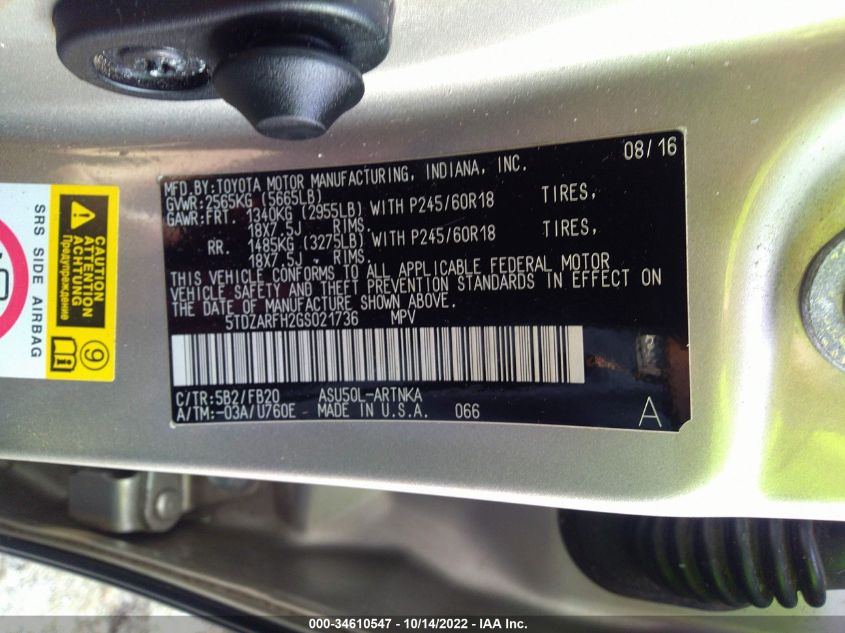 08/16
MFD.BY:TOYOTA MOTOR MANUFACTURING, INDIANA, INC.
GVWR:2565KG (5665LB)
GAWR:FRT. 1340KG (2955LB) WITH P245/60R18 TIRES,
18X7.5J RIMS.
RR. 1485KG (3275LB) WITH P245/60R18 TIRES,
18X7.5J RIMS.
THIS VEHICLE CONFORMS TO ALL APPLICABLE FEDERAL MOTOR
VEHICLE SAFETY AND THEFT PREVENTION STANDARDS IN EFFECT ON
THE DATE OF MANUFACTURE SHOWN ABOVE.
5TDZARFH2GS021736 MPV
C/TR:5B2/FB20 ASU50L-ARTNKA
A/TM:-03A/U760E MADE IN U.S.A. 066
A
SRS SIDE AIRBAG
CAUTION
ATTENTION
ACHTUNG
Предупреждение
9
000-34610547 - 10/14/2022 - IAA Inc.